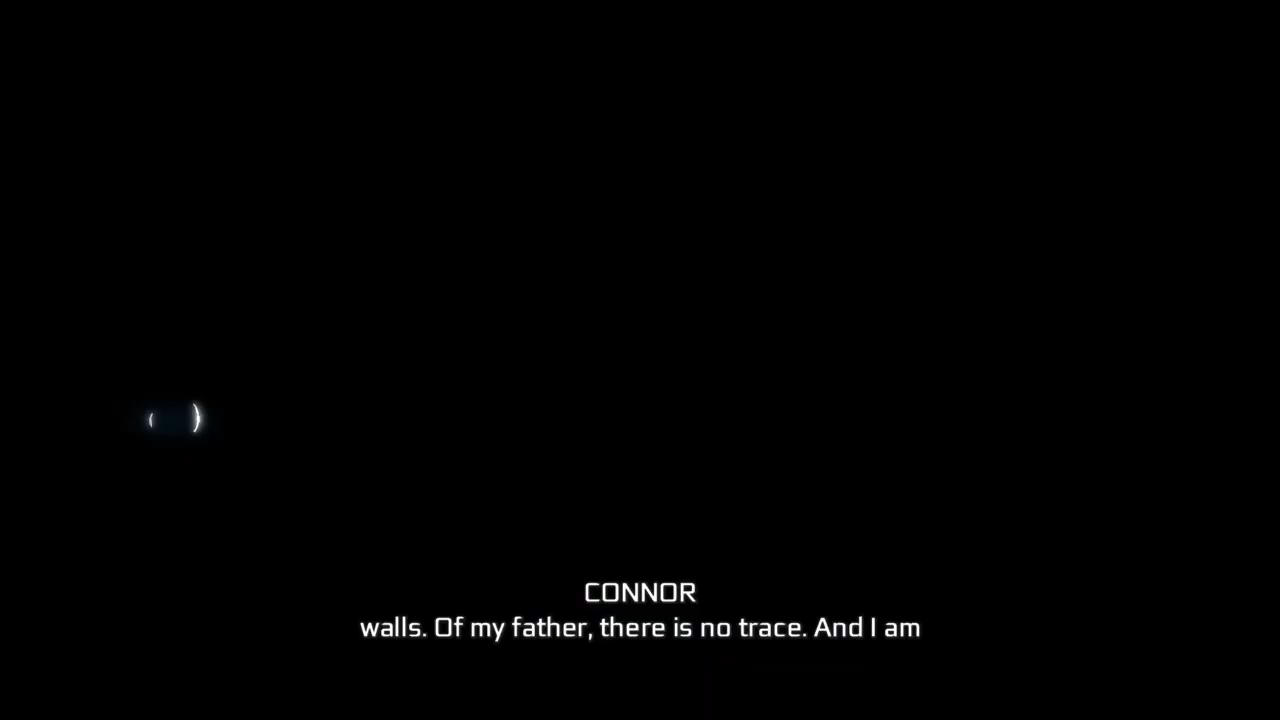 CONNOR
walls. Of my father, there is no trace. And I am